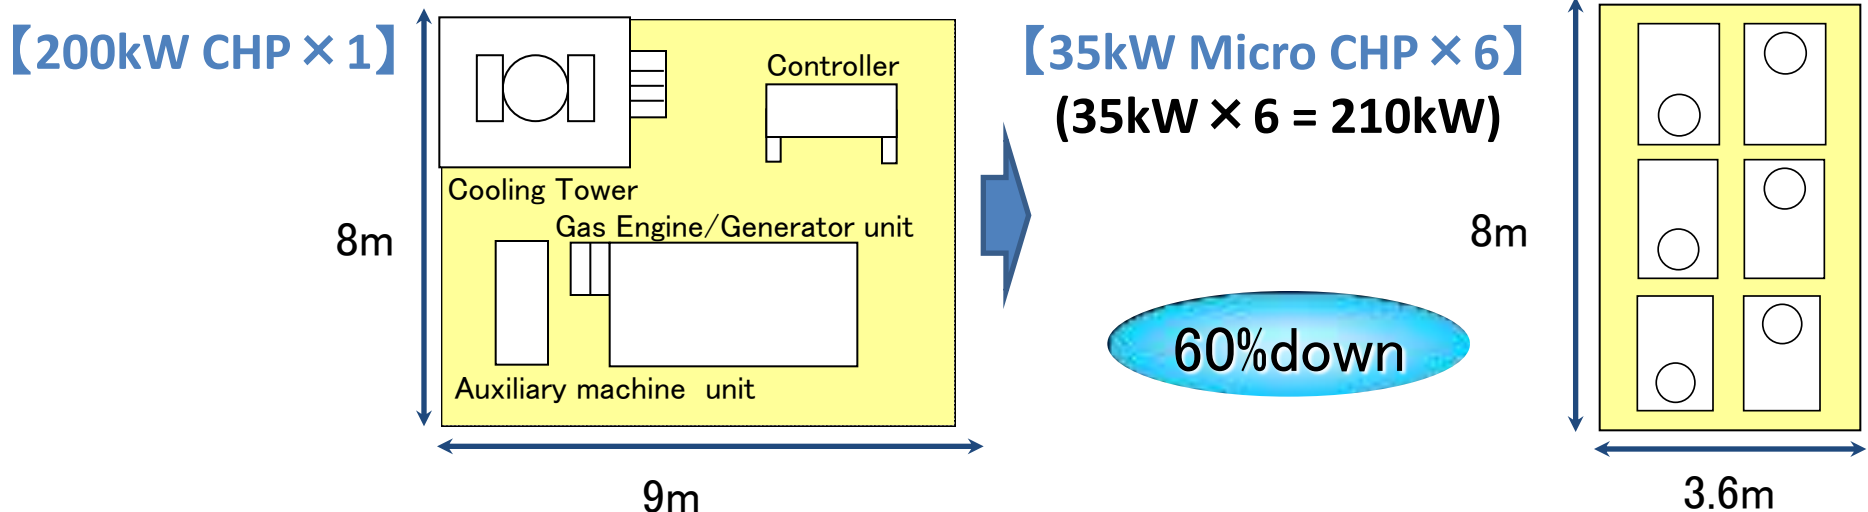 【200kW CHP×1】
Controller
Cooling Tower
Gas Engine/Generator unit
8m
Auxiliary machine unit
9m
【35kW Micro CHP×6】
(35kW×6 = 210kW)
60%down
8m
3.6m